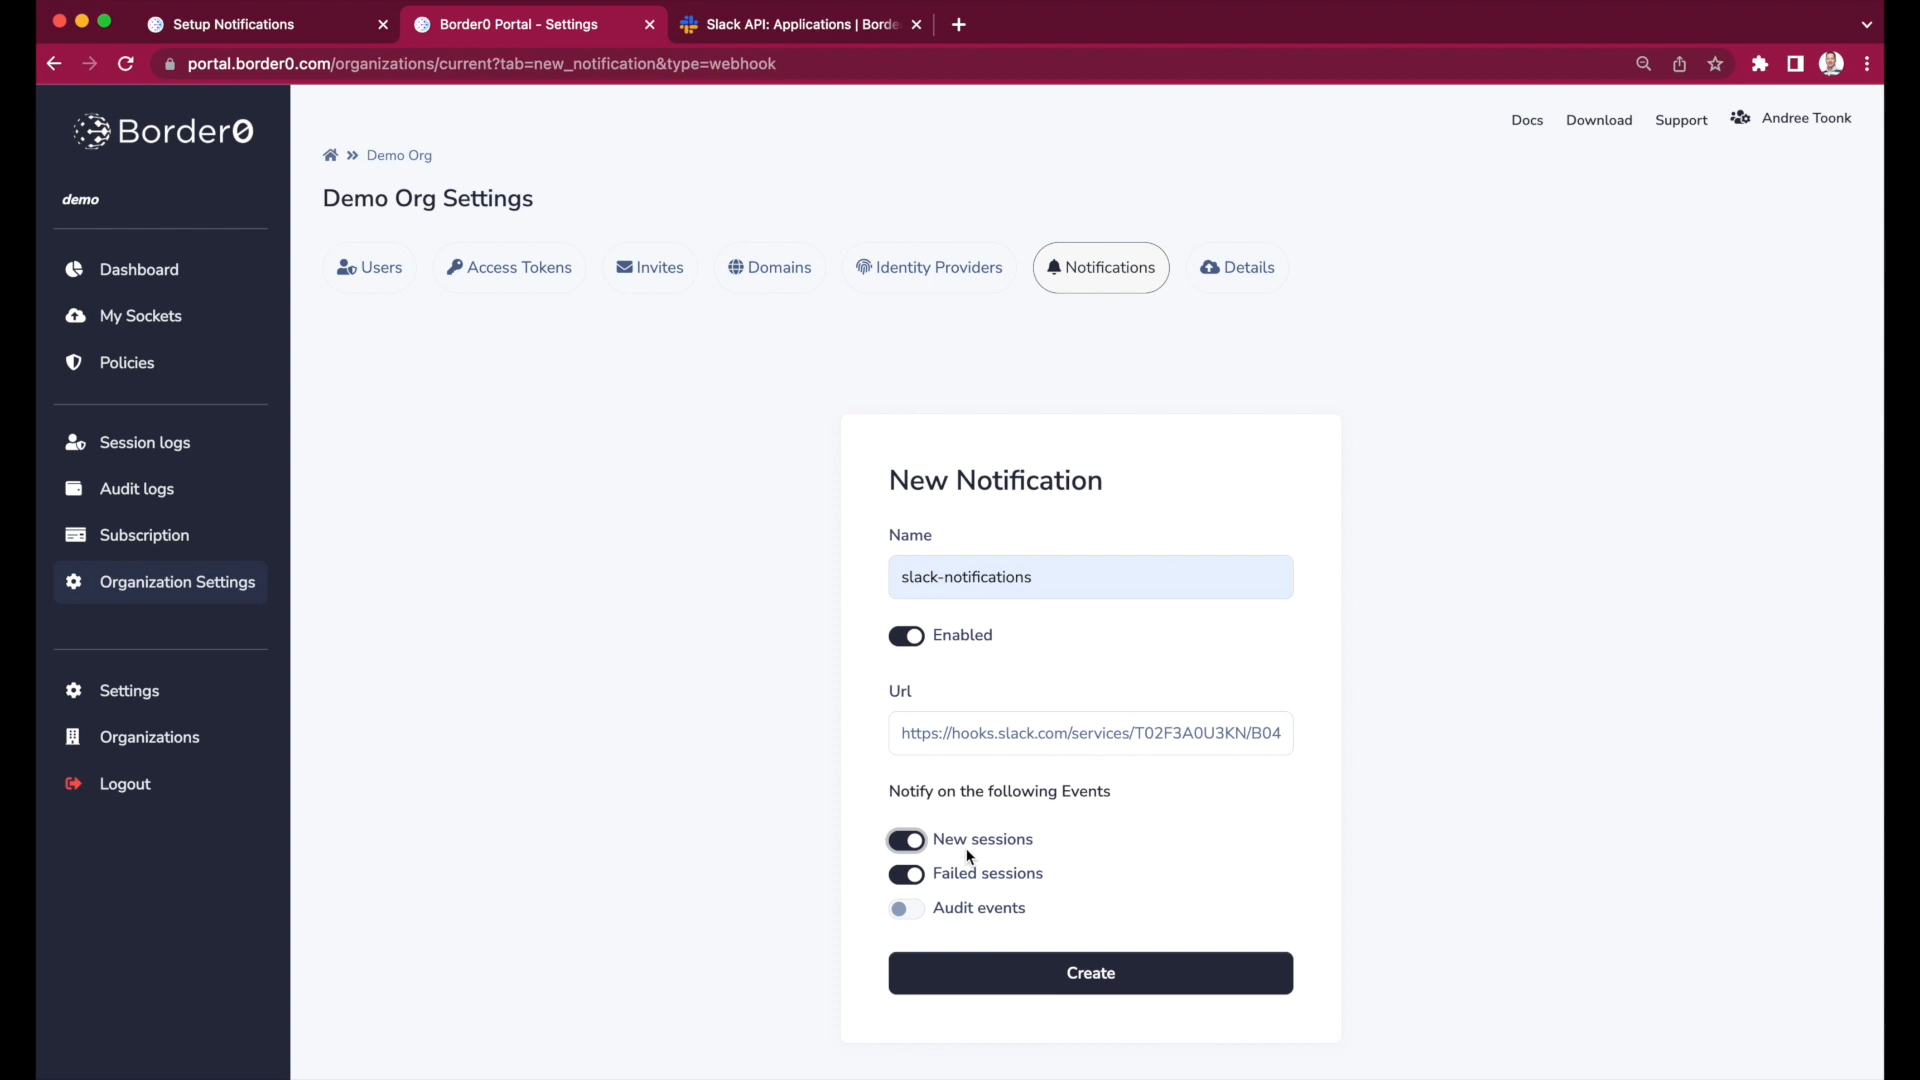 Setup Notifications
Border0 Portal - Settings
Slack API: Applications | Borde
portal.border0.com/organizations/current?tab=new_notification&type=webhook
Border0
Docs
Download
Support
Andree Toonk
Demo Org
demo
Demo Org Settings
Users
Access Tokens
Invites
Domains
Identity Providers
Notifications
Details
Dashboard
My Sockets
Policies
Session logs
Audit logs
Subscription
Organization Settings
Settings
Organizations
Logout
New Notification
Name
slack-notifications
Enabled
Url
https://hooks.slack.com/services/T02F3A0U3KN/B04
Notify on the following Events
New sessions
Failed sessions
Audit events
Create